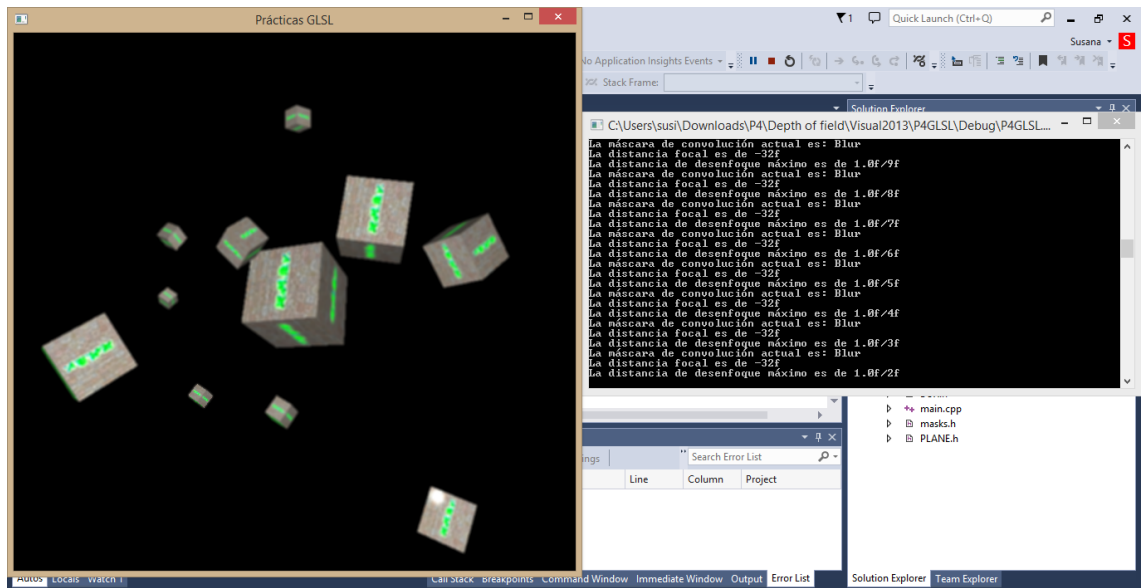 Prácticas GLSL
1
Quick Launch (Ctrl+Q)
Susana
S
No Application Insights Events
Stack Frame:
Solution Explorer
C:\Users\susi\Downloads\P4\Depth of field\Visual2013\P4GLSL\Debug\P4GLSL....
La máscara de convolución actual es: Blur
La distancia focal es de -32f
La distancia de desenfoque máximo es de 1.0f/9f
La máscara de convolución actual es: Blur
La distancia focal es de -32f
La distancia de desenfoque máximo es de 1.0f/8f
La máscara de convolución actual es: Blur
La distancia focal es de -32f
La distancia de desenfoque máximo es de 1.0f/7f
La máscara de convolución actual es: Blur
La distancia focal es de -32f
La distancia de desenfoque máximo es de 1.0f/6f
La máscara de convolución actual es: Blur
La distancia focal es de -32f
La distancia de desenfoque máximo es de 1.0f/5f
La máscara de convolución actual es: Blur
La distancia focal es de -32f
La distancia de desenfoque máximo es de 1.0f/4f
La máscara de convolución actual es: Blur
La distancia focal es de -32f
La distancia de desenfoque máximo es de 1.0f/3f
La máscara de convolución actual es: Blur
La distancia focal es de -32f
La distancia de desenfoque máximo es de 1.0f/2f
main.cpp
masks.h
PLANE.h
ings
Search Error List
Line Column Project
Autos Locals Watch 1
Call Stack Breakpoints Command Window Immediate Window Output Error List
Solution Explorer Team Explorer